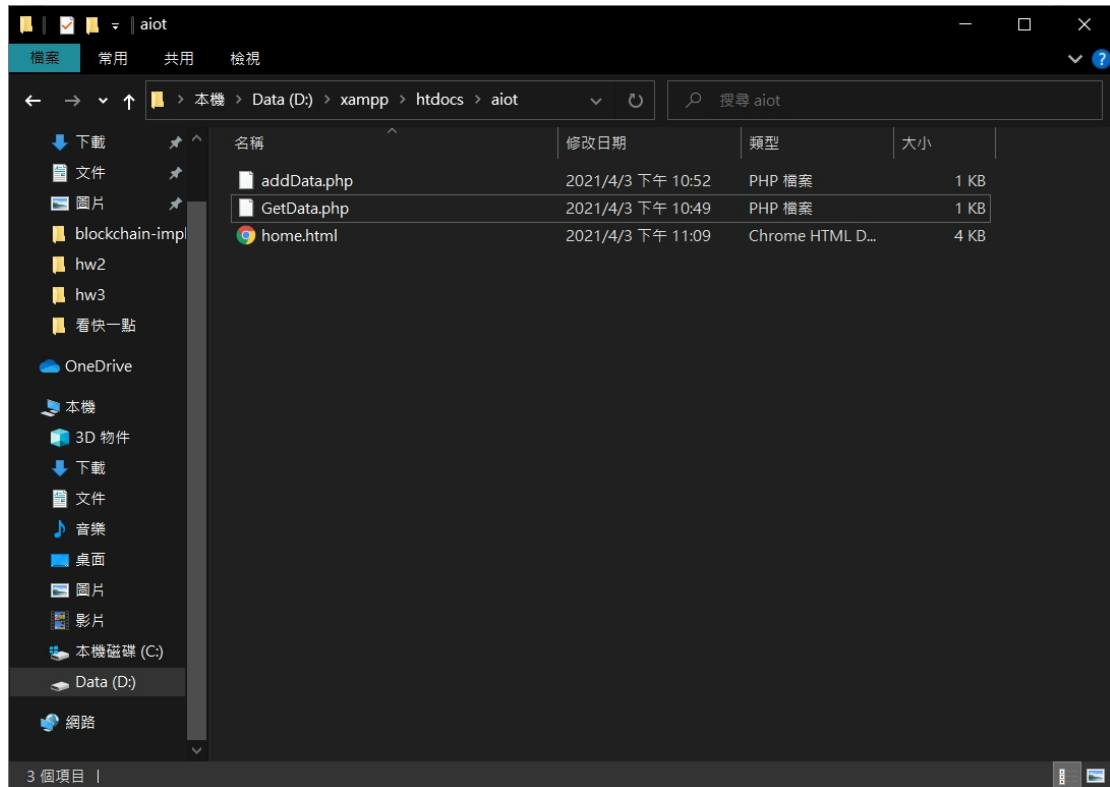 aiot
檔案 常用 共用 檢視
本機 > Data (D:) > xampp > htdocs > aiot
搜尋 aiot
下載
文件
圖片
blockchain-impl
hw2
hw3
看快一點
OneDrive
本機
3D 物件
下載
文件
音樂
桌面
圖片
影片
本機磁碟 (C:)
Data (D:)
網路
名稱 修改日期 類型 大小
addData.php 2021/4/3 下午 10:52 PHP 檔案 1 KB
GetData.php 2021/4/3 下午 10:49 PHP 檔案 1 KB
home.html 2021/4/3 下午 11:09 Chrome HTML D... 4 KB
3 個項目